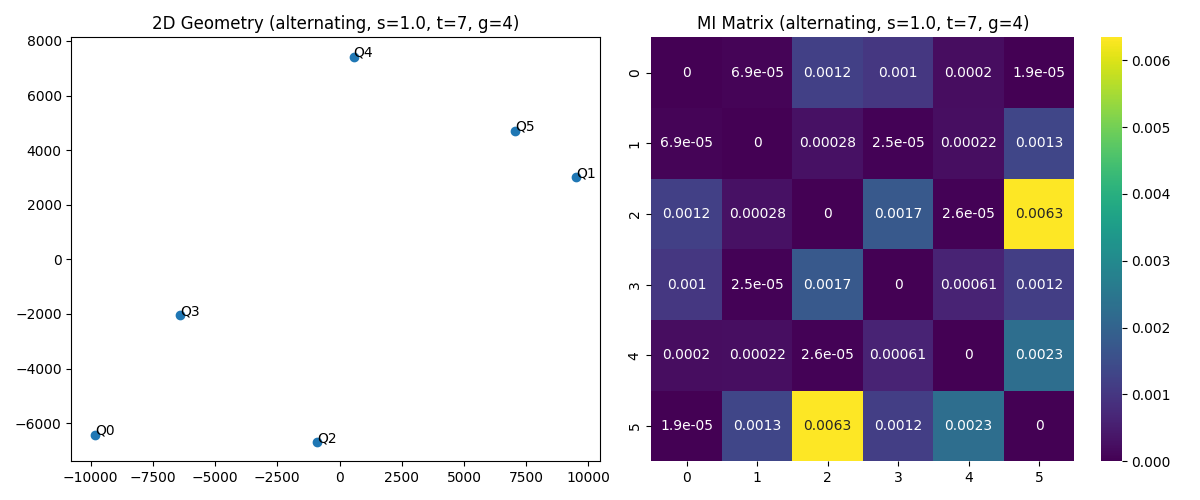 2D Geometry (alternating, s=1.0, t=7, g=4)
8000
6000
4000
2000
0
−2000
−4000
−6000
−10000 −7500 −5000 −2500 0 2500 5000 7500 10000
Q4
Q5
Q1
Q3
Q0
Q2
MI Matrix (alternating, s=1.0, t=7, g=4)
0 0 6.9e-05 0.0012 0.001 0.0002 1.9e-05
1 6.9e-05 0 0.00028 2.5e-05 0.00022 0.0013
2 0.0012 0.00028 0 0.0017 2.6e-05 0.0063
3 0.001 2.5e-05 0.0017 0 0.00061 0.0012
4 0.0002 0.00022 2.6e-05 0.00061 0 0.0023
5 1.9e-05 0.0013 0.0063 0.0012 0.0023 0
0 1 2 3 4 5
0.006
0.005
0.004
0.003
0.002
0.001
0.000